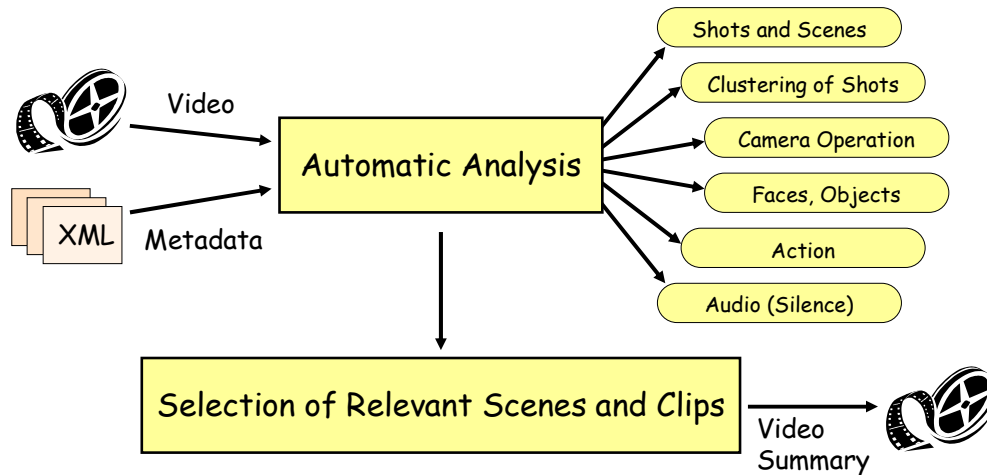 Video
XML
Metadata
Automatic Analysis
Shots and Scenes
Clustering of Shots
Camera Operation
Faces, Objects
Action
Audio (Silence)
Selection of Relevant Scenes and Clips
Video
Summary